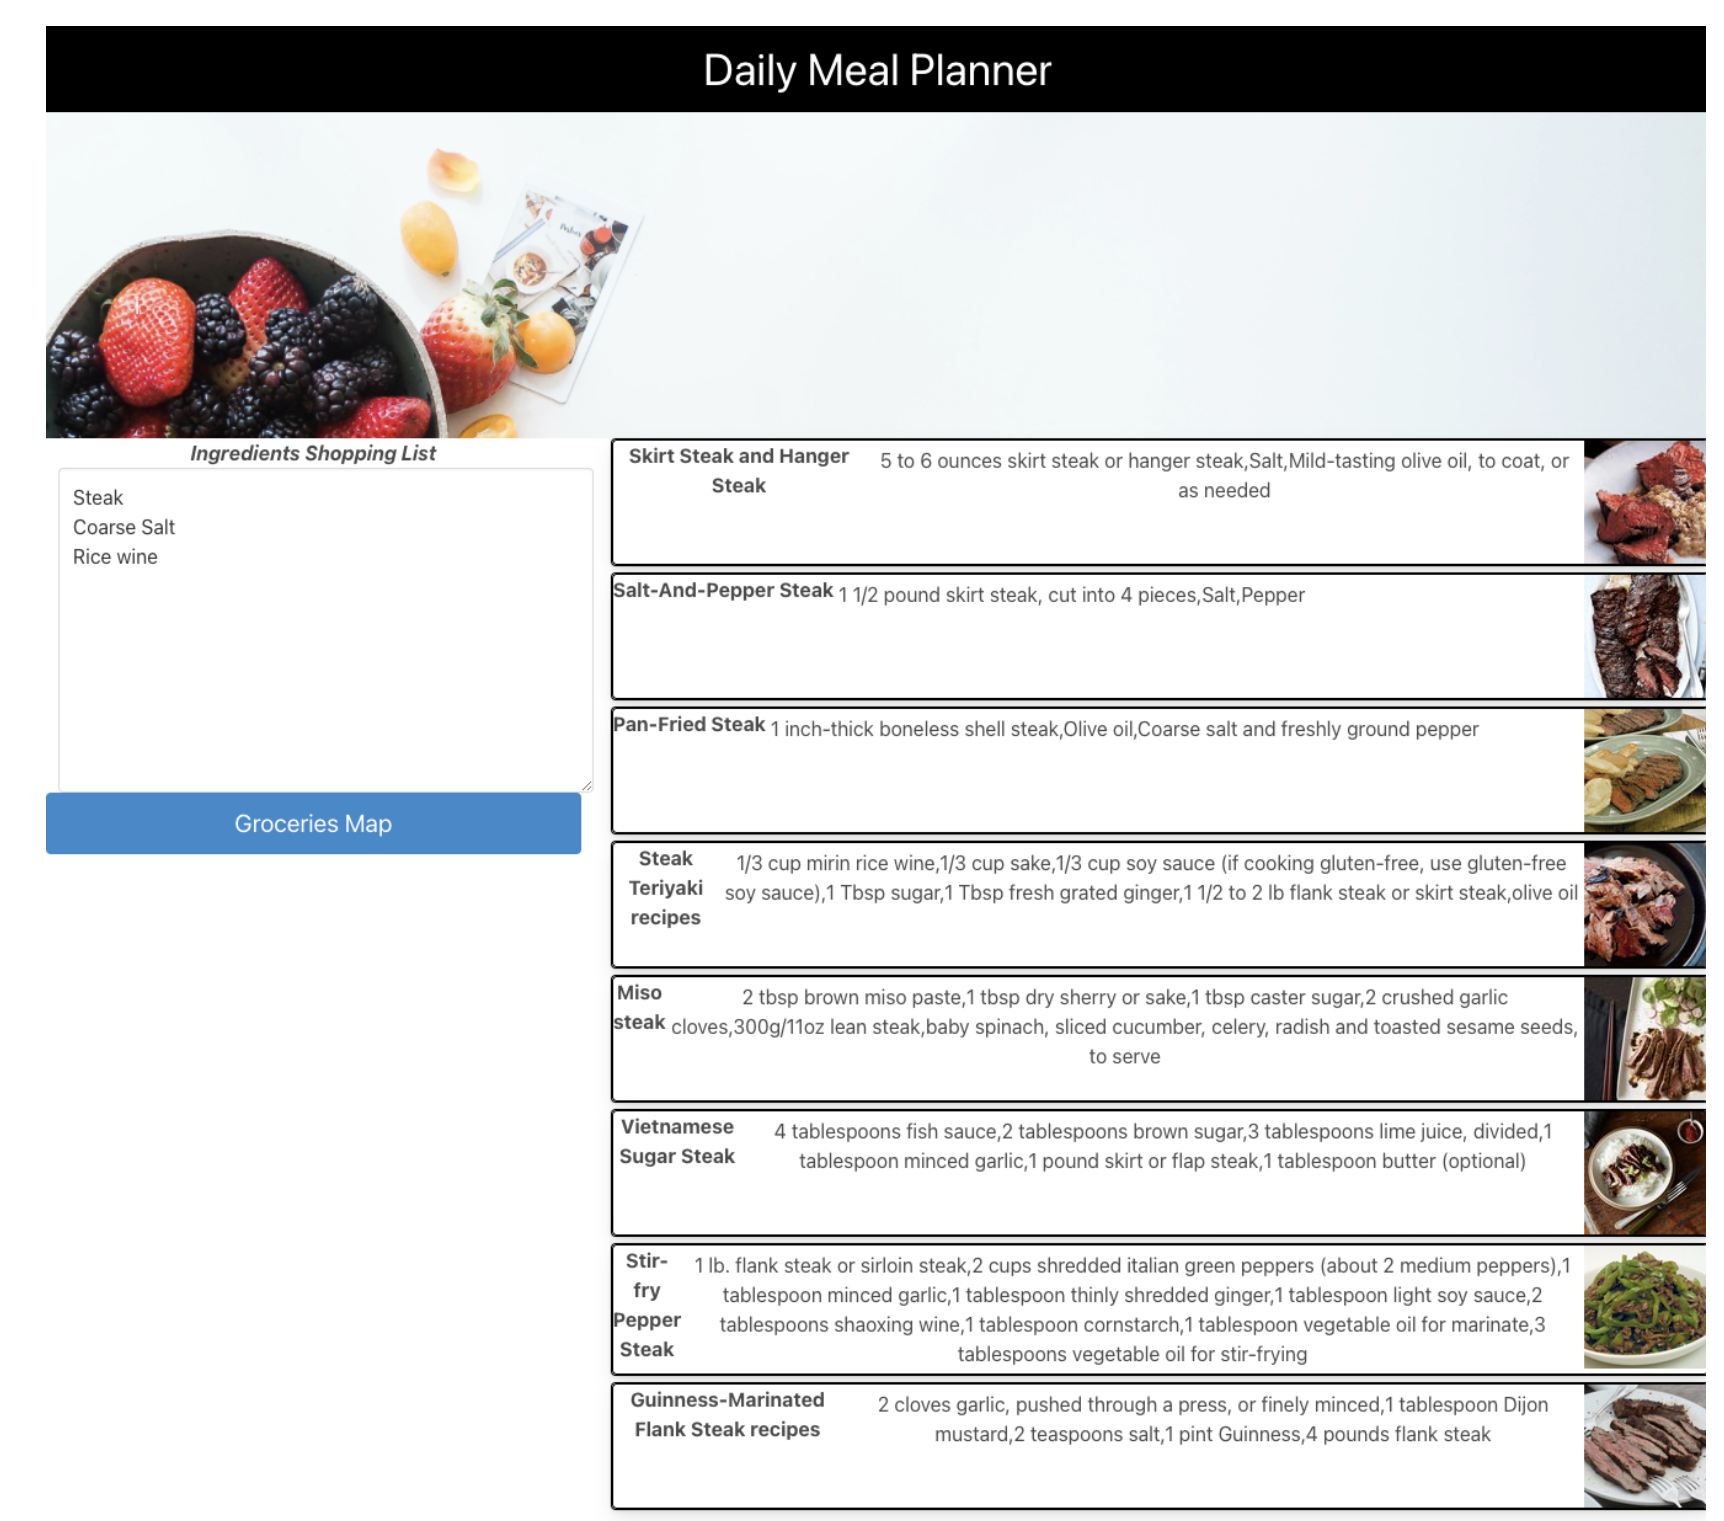 Daily Meal Planner
Ingredients Shopping List
Steak
Coarse Salt
Rice wine
Groceries Map
Skirt Steak and Hanger
Steak
5 to 6 ounces skirt steak or hanger steak,Salt,Mild-tasting olive oil, to coat, or
as needed
Salt-And-Pepper Steak
1 1/2 pound skirt steak, cut into 4 pieces,Salt,Pepper
Pan-Fried Steak
1 inch-thick boneless shell steak,Olive oil,Coarse salt and freshly ground pepper
Steak
Teriyaki
recipes
1/3 cup mirin rice wine,1/3 cup sake,1/3 cup soy sauce (if cooking gluten-free, use gluten-free
soy sauce),1 Tbsp sugar,1 Tbsp fresh grated ginger,1 1/2 to 2 lb flank steak or skirt steak,olive oil
Miso
steak
2 tbsp brown miso paste,1 tbsp dry sherry or sake,1 tbsp caster sugar,2 crushed garlic
cloves,300g/11oz lean steak,baby spinach, sliced cucumber, celery, radish and toasted sesame seeds,
to serve
Vietnamese
Sugar Steak
4 tablespoons fish sauce,2 tablespoons brown sugar,3 tablespoons lime juice, divided,1
tablespoon minced garlic,1 pound skirt or flap steak,1 tablespoon butter (optional)
Stir-
fry
Pepper
Steak
1 lb. flank steak or sirloin steak,2 cups shredded italian green peppers (about 2 medium peppers),1
tablespoon minced garlic,1 tablespoon thinly shredded ginger,1 tablespoon light soy sauce,2
tablespoons shaoxing wine,1 tablespoon cornstarch,1 tablespoon vegetable oil for marinate,3
tablespoons vegetable oil for stir-frying
Guinness-Marinated
Flank Steak recipes
2 cloves garlic, pushed through a press, or finely minced,1 tablespoon Dijon
mustard,2 teaspoons salt,1 pint Guinness,4 pounds flank steak